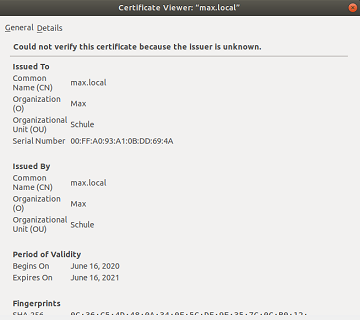 Certificate Viewer: "max.local"
General Details
Could not verify this certificate because the issuer is unknown.
Issued To
Common
Name (CN) max.local
Organization
(O) Max
Organizational
Unit (OU) Schule
Serial Number 00:FF:A0:93:A1:0B:DD:69:4A
Issued By
Common
Name (CN) max.local
Organization
(O) Max
Organizational
Unit (OU) Schule
Period of Validity
Begins On June 16, 2020
Expires On June 16, 2021
Fingerprints
SHA-256